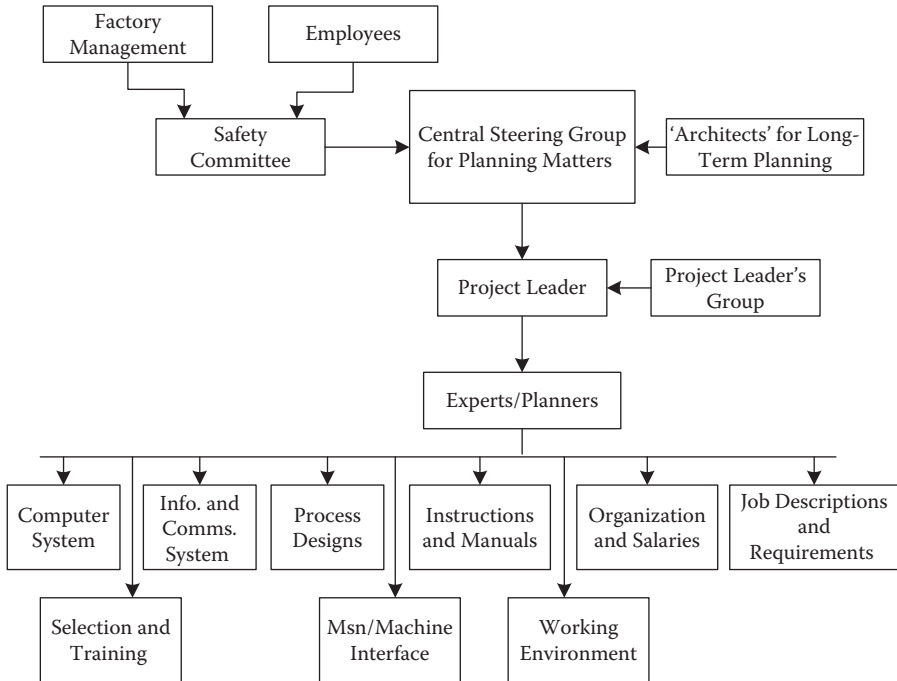 Factory
Management
Employees
Safety
Committee
Central Steering Group
for Planning Matters
‘Architects’ for Long-
Term Planning
Project Leader
Project Leader’s
Group
Experts/Planners
Computer
System
Info. and
Comms.
System
Process
Designs
Instructions
and Manuals
Organization
and Salaries
Job Descriptions
and
Requirements
Selection and
Training
Msn/Machine
Interface
Working
Environment